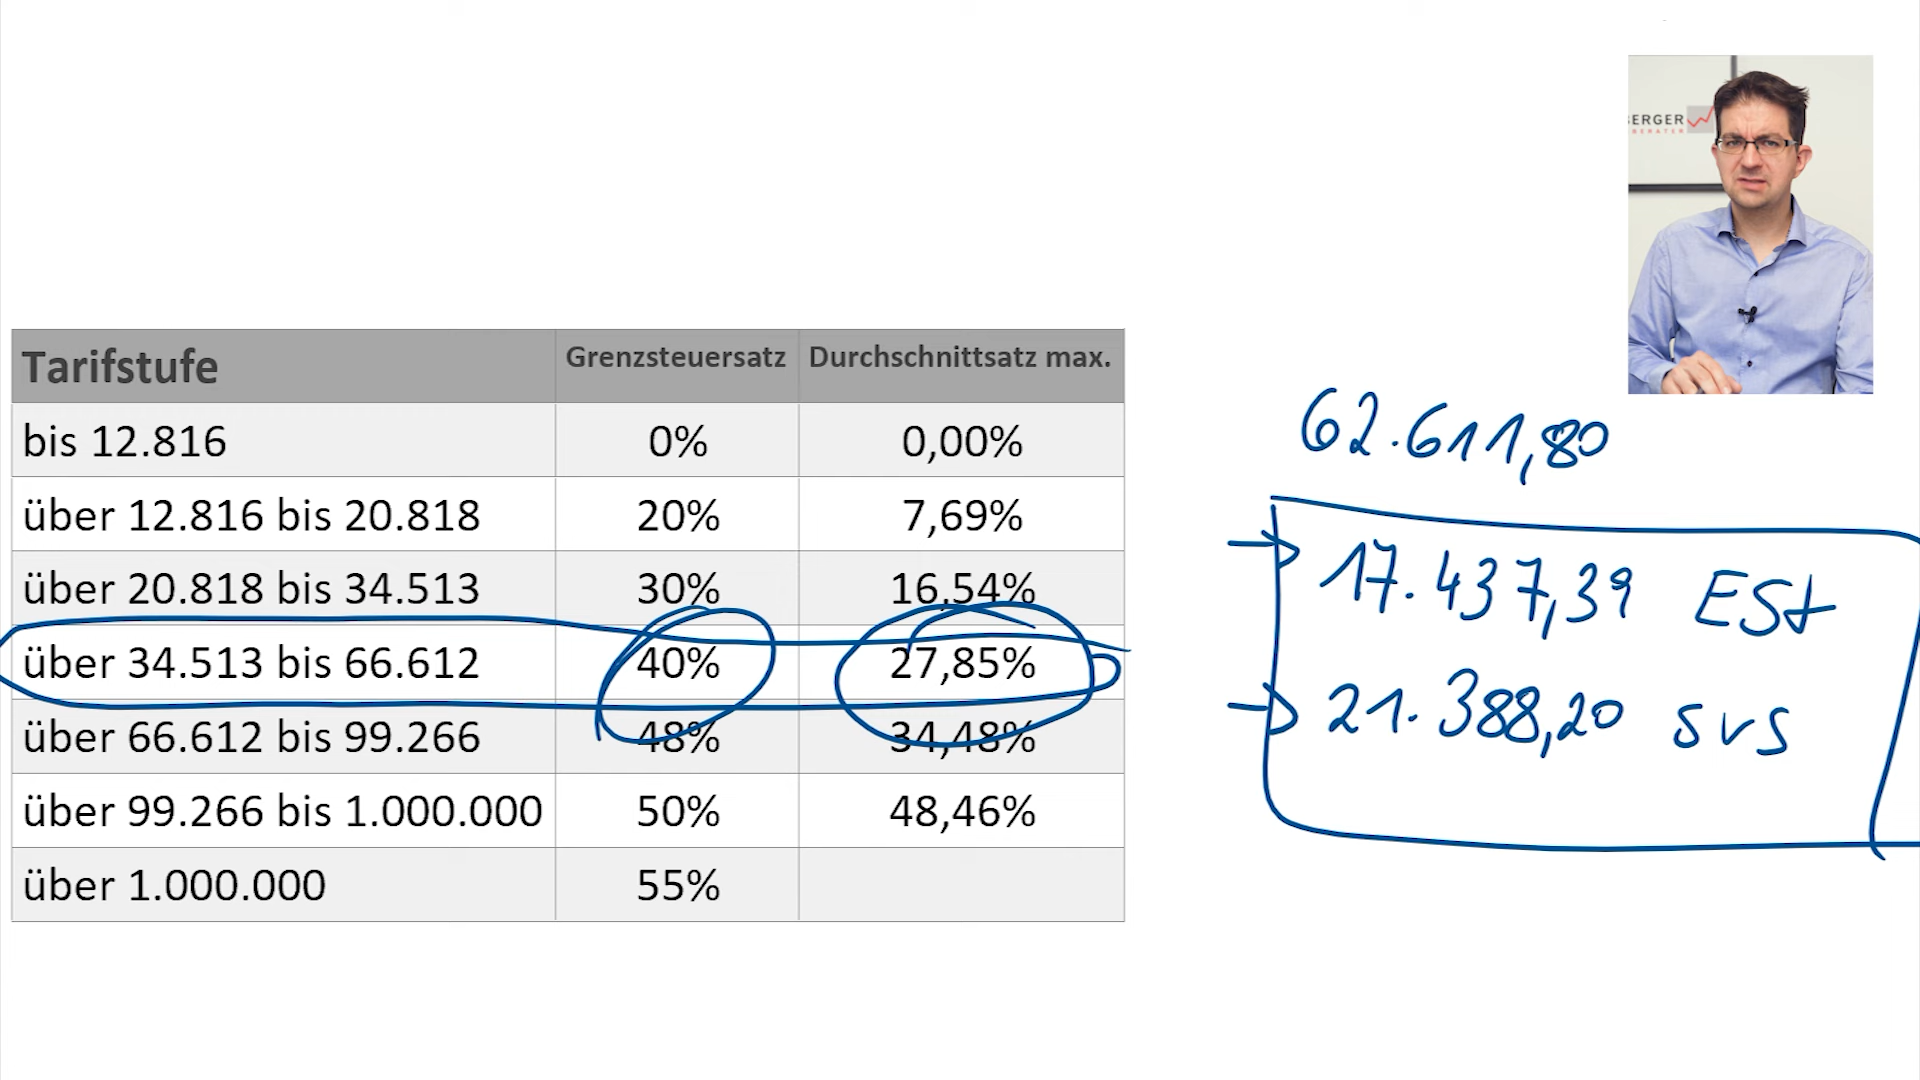 ERGER
BERATER
Tarifstufe Grenzsteuersatz Durchschnittsatz max.
bis 12.816 0% 0,00%
über 12.816 bis 20.818 20% 7,69%
über 20.818 bis 34.513 30% 16,54%
über 34.513 bis 66.612 40% 27,85%
über 66.612 bis 99.266 48% 34,48%
über 99.266 bis 1.000.000 50% 48,46%
über 1.000.000 55%
62.611,80
17.437,39 ESt
21.388,20 SVS